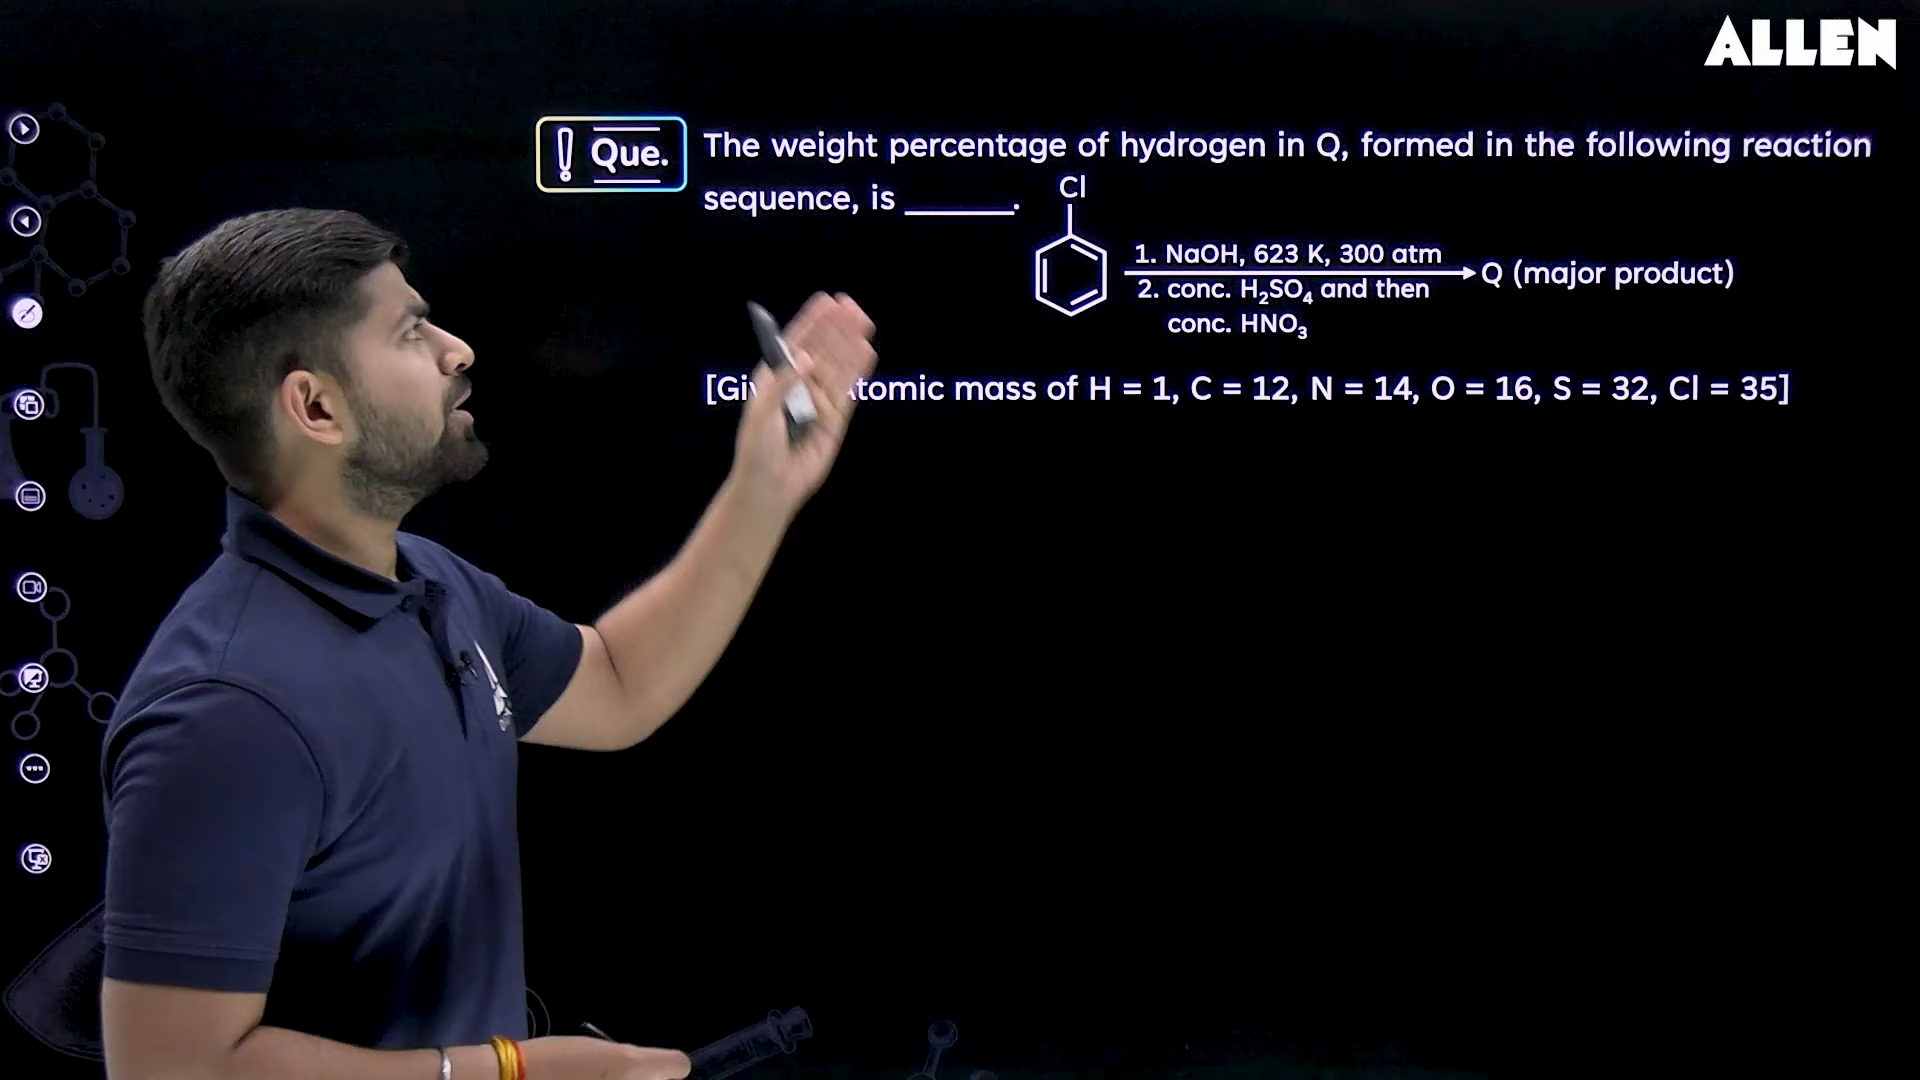 ALLEN
Que. The weight percentage of hydrogen in Q, formed in the following reaction
sequence, is ______.
Cl
1. NaOH, 623 K, 300 atm
2. conc. H₂SO₄ and then
conc. HNO₃
Q (major product)
[Gi tomic mass of H = 1, C = 12, N = 14, O = 16, S = 32, Cl = 35]